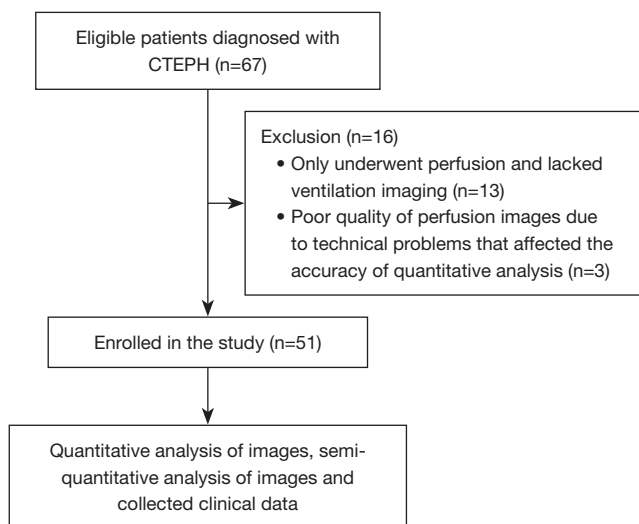 Eligible patients diagnosed with
CTEPH (n=67)
Exclusion (n=16)
• Only underwent perfusion and lacked
ventilation imaging (n=13)
• Poor quality of perfusion images due
to technical problems that affected the
accuracy of quantitative analysis (n=3)
Enrolled in the study (n=51)
Quantitative analysis of images, semi-
quantitative analysis of images and
collected clinical data